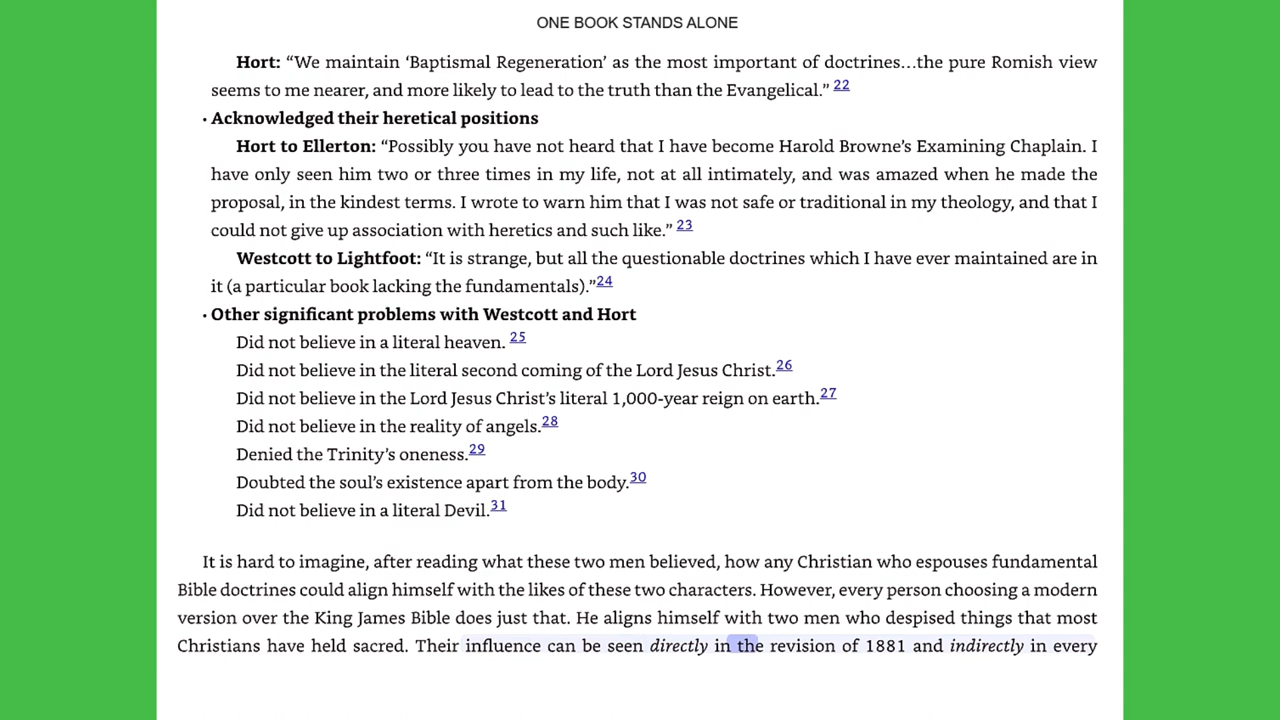 ONE BOOK STANDS ALONE
Hort: “We maintain ‘Baptismal Regeneration’ as the most important of doctrines…the pure Romish view
seems to me nearer, and more likely to lead to the truth than the Evangelical.” 22
• Acknowledged their heretical positions
Hort to Ellerton: “Possibly you have not heard that I have become Harold Browne’s Examining Chaplain. I
have only seen him two or three times in my life, not at all intimately, and was amazed when he made the
proposal, in the kindest terms. I wrote to warn him that I was not safe or traditional in my theology, and that I
could not give up association with heretics and such like.” 23
Westcott to Lightfoot: “It is strange, but all the questionable doctrines which I have ever maintained are in
it (a particular book lacking the fundamentals).”24
• Other significant problems with Westcott and Hort
Did not believe in a literal heaven. 25
Did not believe in the literal second coming of the Lord Jesus Christ.26
Did not believe in the Lord Jesus Christ’s literal 1,000-year reign on earth.27
Did not believe in the reality of angels.28
Denied the Trinity’s oneness.29
Doubted the soul’s existence apart from the body.30
Did not believe in a literal Devil.31
It is hard to imagine, after reading what these two men believed, how any Christian who espouses fundamental
Bible doctrines could align himself with the likes of these two characters. However, every person choosing a modern
version over the King James Bible does just that. He aligns himself with two men who despised things that most
Christians have held sacred. Their influence can be seen directly in the revision of 1881 and indirectly in every